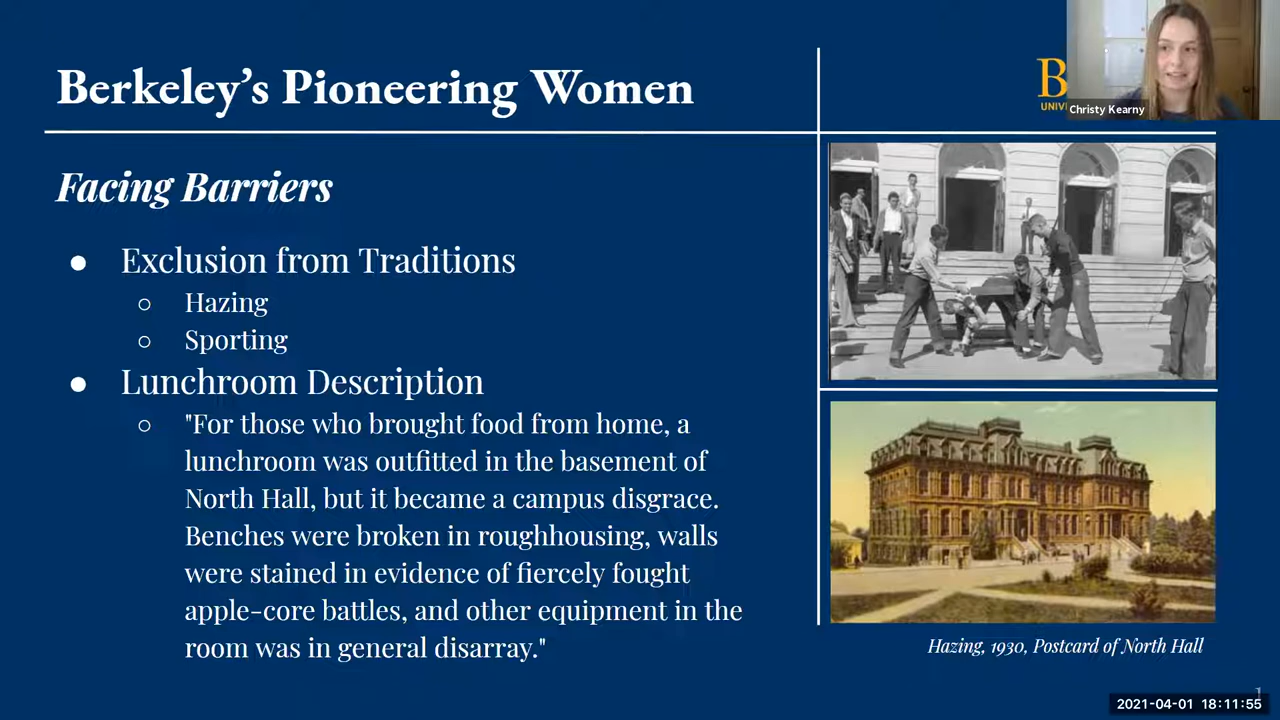 Berkeley's Pioneering Women
B
UNIV
Christy Kearny
Facing Barriers
● Exclusion from Traditions
○ Hazing
○ Sporting
● Lunchroom Description
○ "For those who brought food from home, a
lunchroom was outfitted in the basement of
North Hall, but it became a campus disgrace.
Benches were broken in roughhousing, walls
were stained in evidence of fiercely fought
apple-core battles, and other equipment in the
room was in general disarray."
Hazing, 1930, Postcard of North Hall
1
2021-04-01 18:11:55